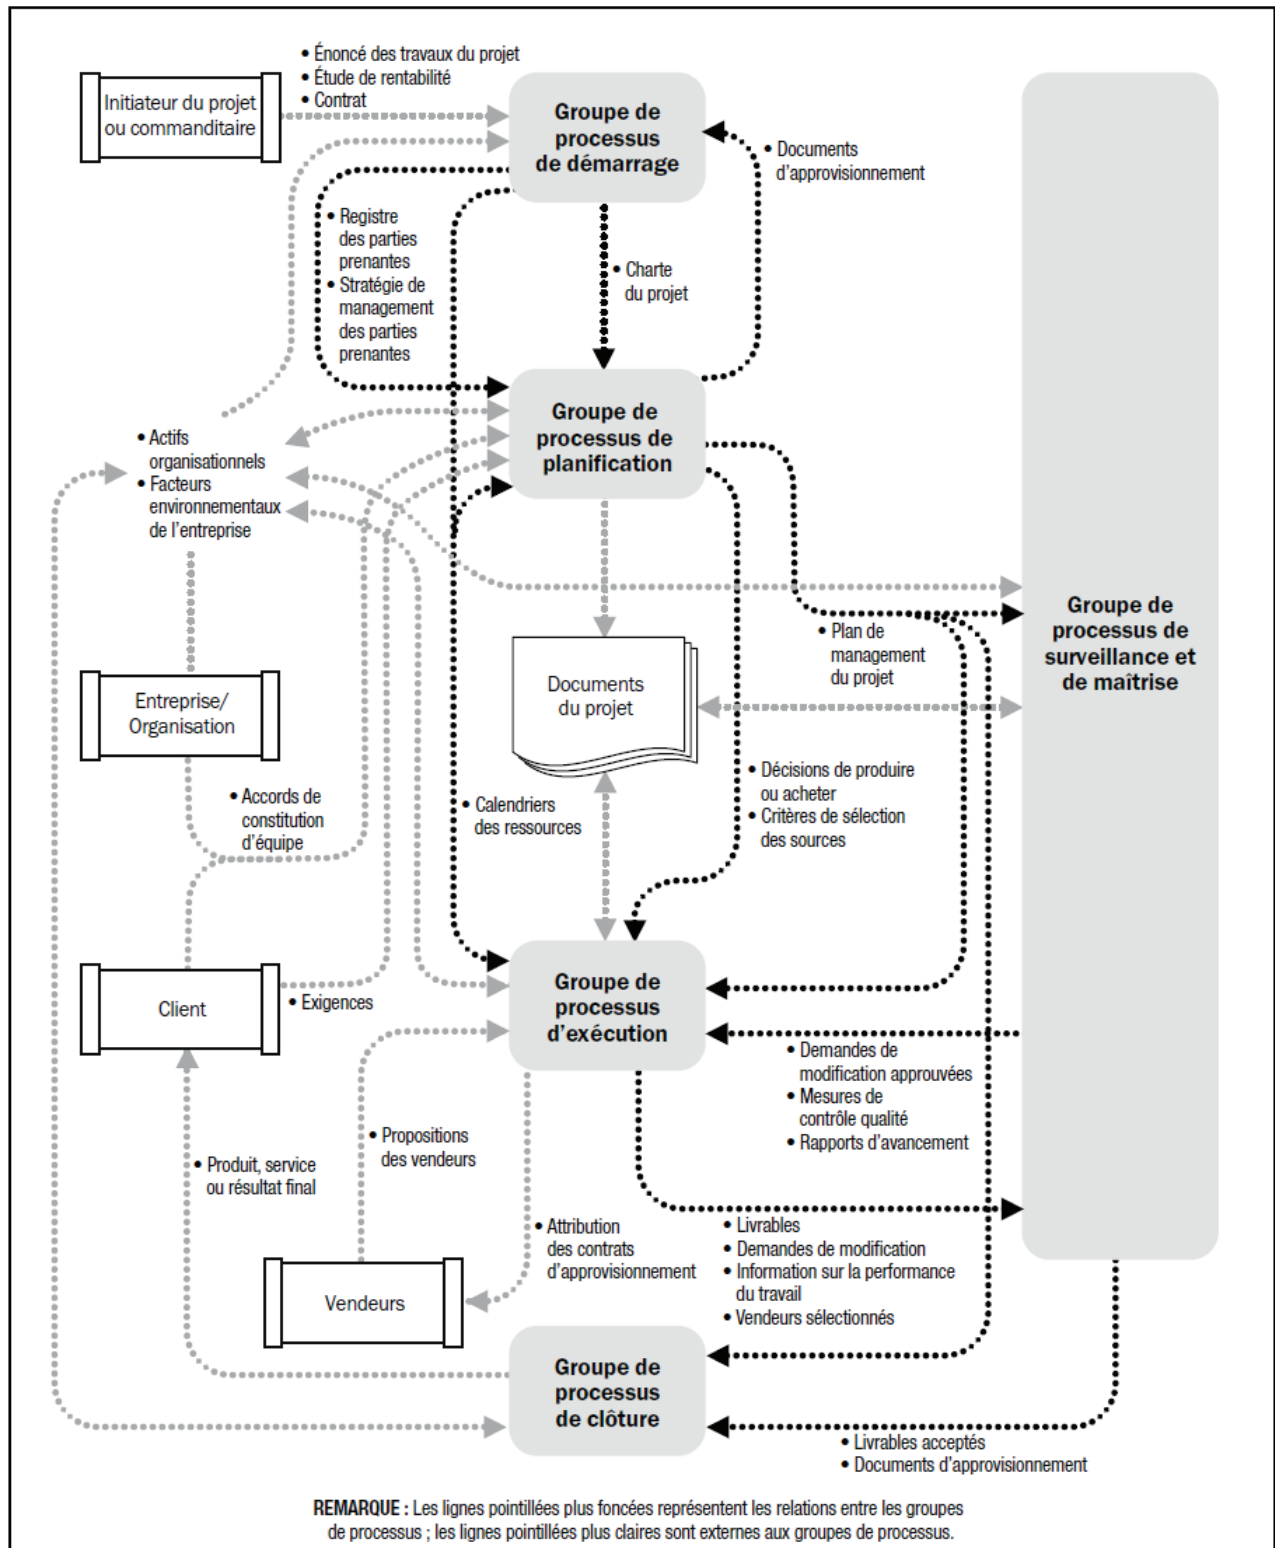 • Énoncé des travaux du projet
• Étude de rentabilité
• Contrat
Initiateur du projet
ou commanditaire
Groupe de
processus
de démarrage
• Documents
d’approvisionnement
• Registre
des parties
prenantes
• Stratégie de
management
des parties
prenantes
• Charte
du projet
Groupe de
processus de
planification
• Actifs
organisationnels
• Facteurs
environnementaux
de l’entreprise
Groupe de
processus de
surveillance et
de maîtrise
• Plan de
management
du projet
Entreprise/
Organisation
Documents
du projet
• Accords de
constitution
d’équipe
• Calendriers
des ressources
• Décisions de produire
ou acheter
• Critères de sélection
des sources
Client
• Exigences
Groupe de
processus
d’exécution
• Demandes de
modification approuvées
• Mesures de
contrôle qualité
• Rapports d’avancement
• Propositions
des vendeurs
• Produit, service
ou résultat final
• Attribution
des contrats
d’approvisionnement
• Livrables
• Demandes de modification
• Information sur la performance
du travail
• Vendeurs sélectionnés
Vendeurs
Groupe de
processus
de clôture
• Livrables acceptés
• Documents d’approvisionnement
REMARQUE : Les lignes pointillées plus foncées représentent les relations entre les groupes
de processus ; les lignes pointillées plus claires sont externes aux groupes de processus.